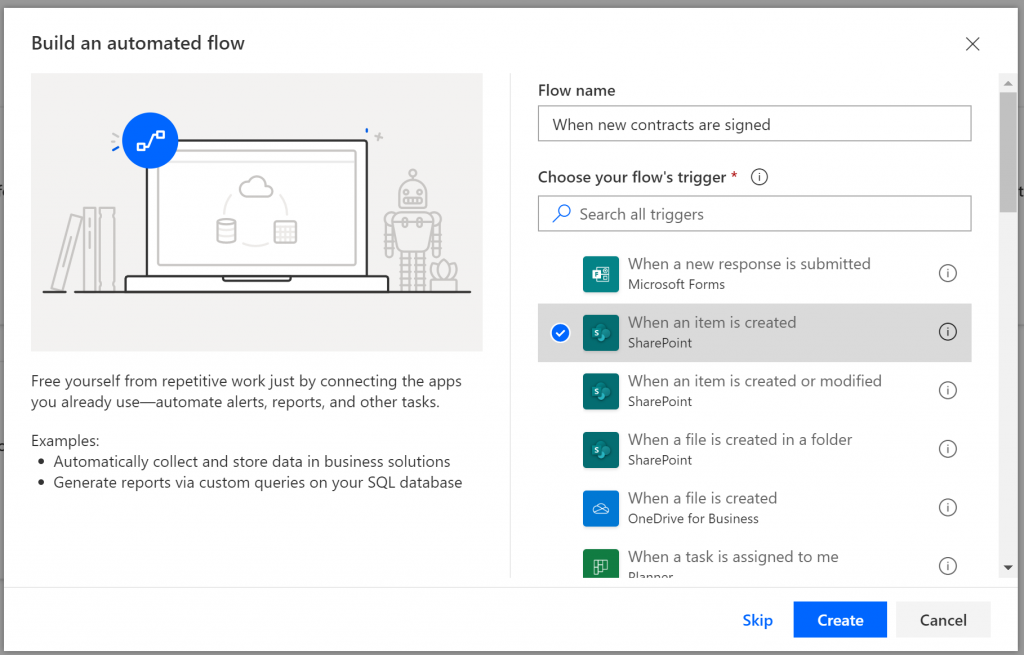 Build an automated flow
Free yourself from repetitive work just by connecting the apps
you already use—automate alerts, reports, and other tasks.
Examples:
• Automatically collect and store data in business solutions
• Generate reports via custom queries on your SQL database
Flow name
When new contracts are signed
Choose your flow's trigger *
Search all triggers
When a new response is submitted
Microsoft Forms
When an item is created
SharePoint
When an item is created or modified
SharePoint
When a file is created in a folder
SharePoint
When a file is created
OneDrive for Business
When a task is assigned to me
Planner
Skip
Create
Cancel